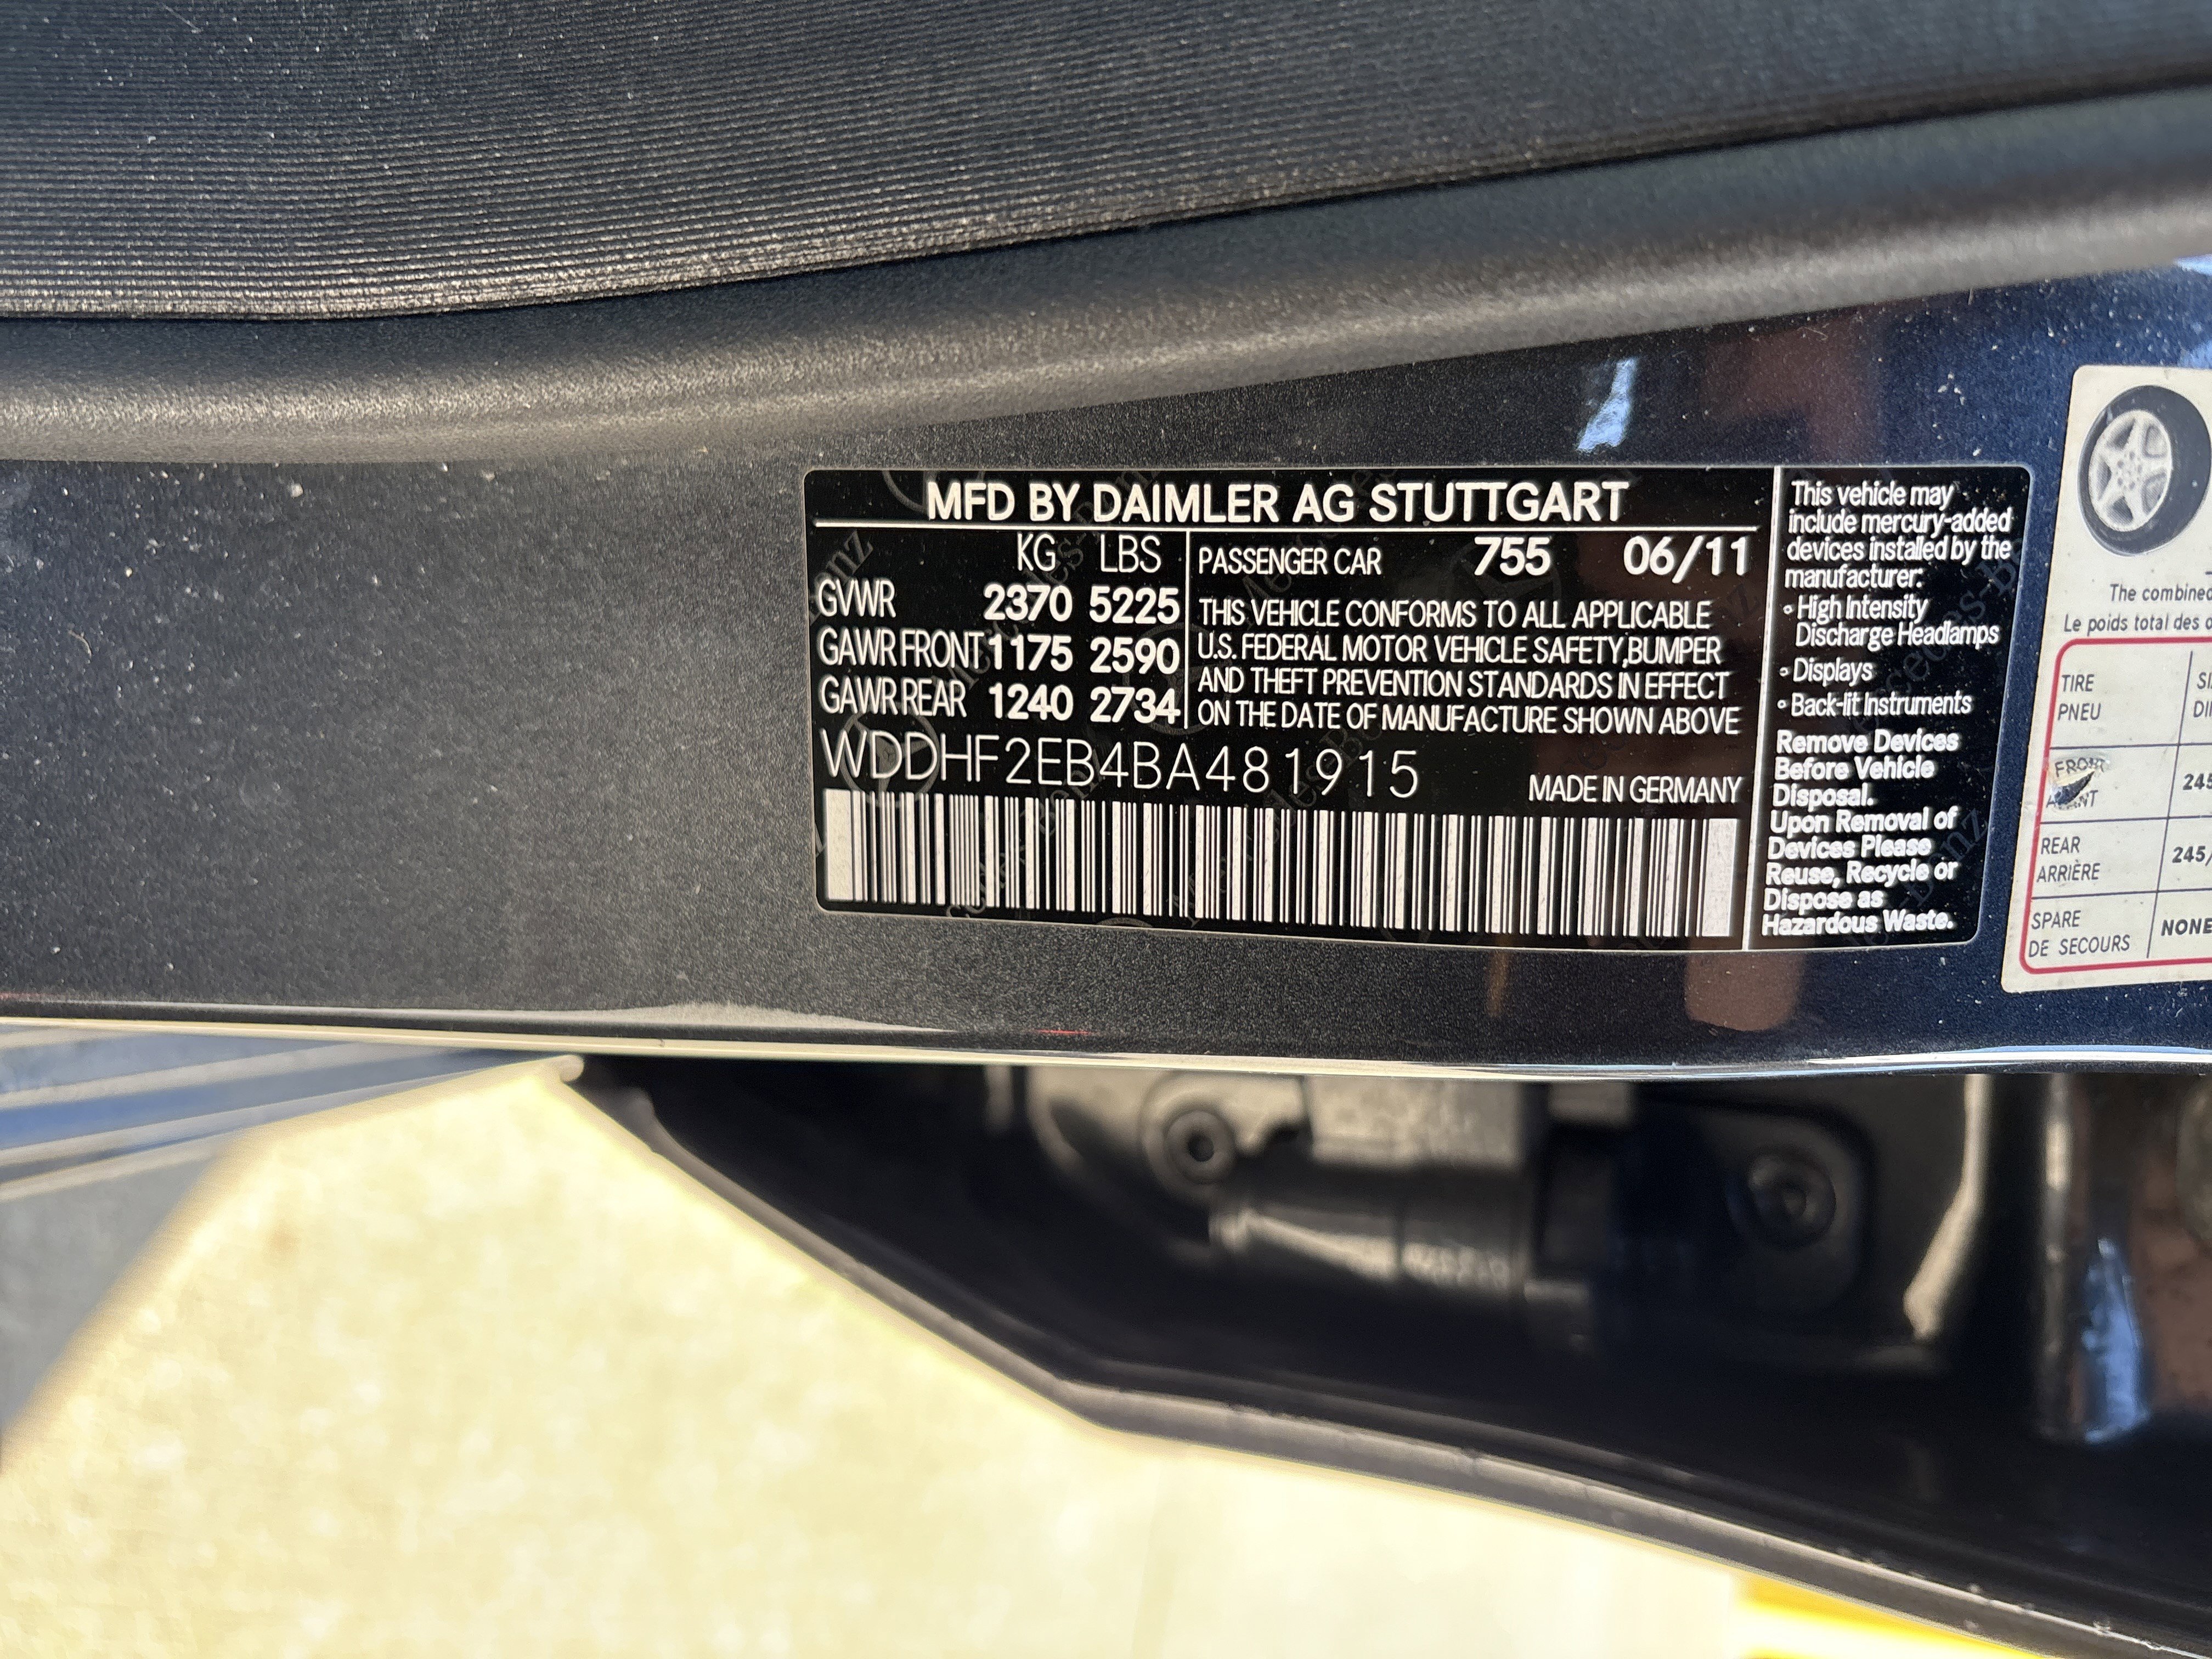 MFD BY DAIMLER AG STUTTGART
KG LBS
GVWR 2370 5225
GAWR FRONT 1175 2590
GAWR REAR 1240 2734
PASSENGER CAR 755 06/11
THIS VEHICLE CONFORMS TO ALL APPLICABLE
U.S. FEDERAL MOTOR VEHICLE SAFETY,BUMPER
AND THEFT PREVENTION STANDARDS IN EFFECT
ON THE DATE OF MANUFACTURE SHOWN ABOVE
WDDHF2EB4BA481915
MADE IN GERMANY
This vehicle may
include mercury-added
devices installed by the
manufacturer:
• High Intensity
Discharge Headlamps
• Displays
• Back-lit Instruments
Remove Devices
Before Vehicle
Disposal.
Upon Removal of
Devices Please
Reuse, Recycle or
Dispose as
Hazardous Waste.
The combined
Le poids total des
TIRE
PNEU
FRONT
245
REAR
ARRIÈRE
245/
SPARE
DE SECOURS
NONE